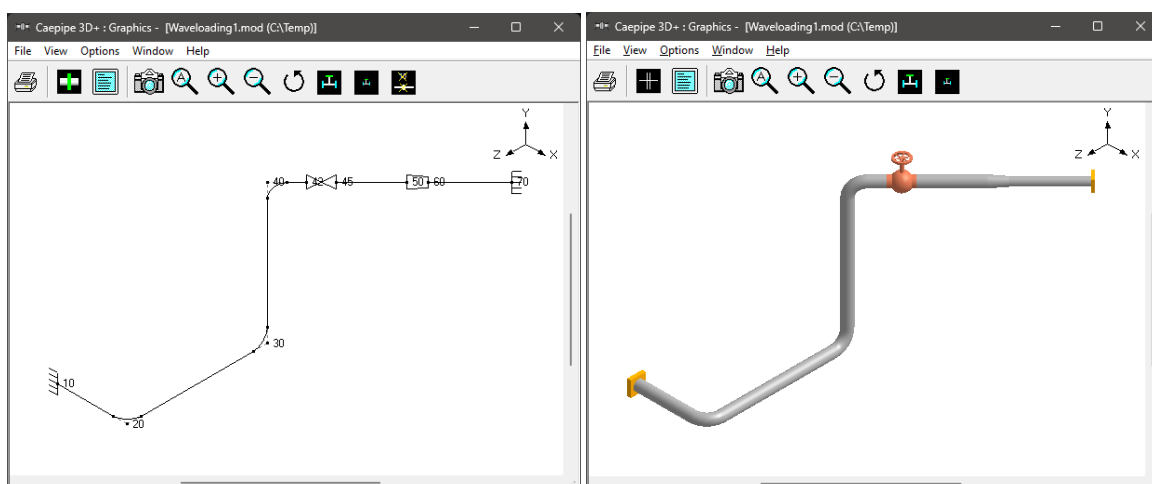 Caepipe 3D+ : Graphics - [Waveloading1.mod (C:\Temp)]
File View Options Window Help
Y
Z
X
40
42
45
50
60
70
30
10
20
Caepipe 3D+ : Graphics - [Waveloading1.mod (C:\Temp)]
File View Options Window Help
Y
Z
X